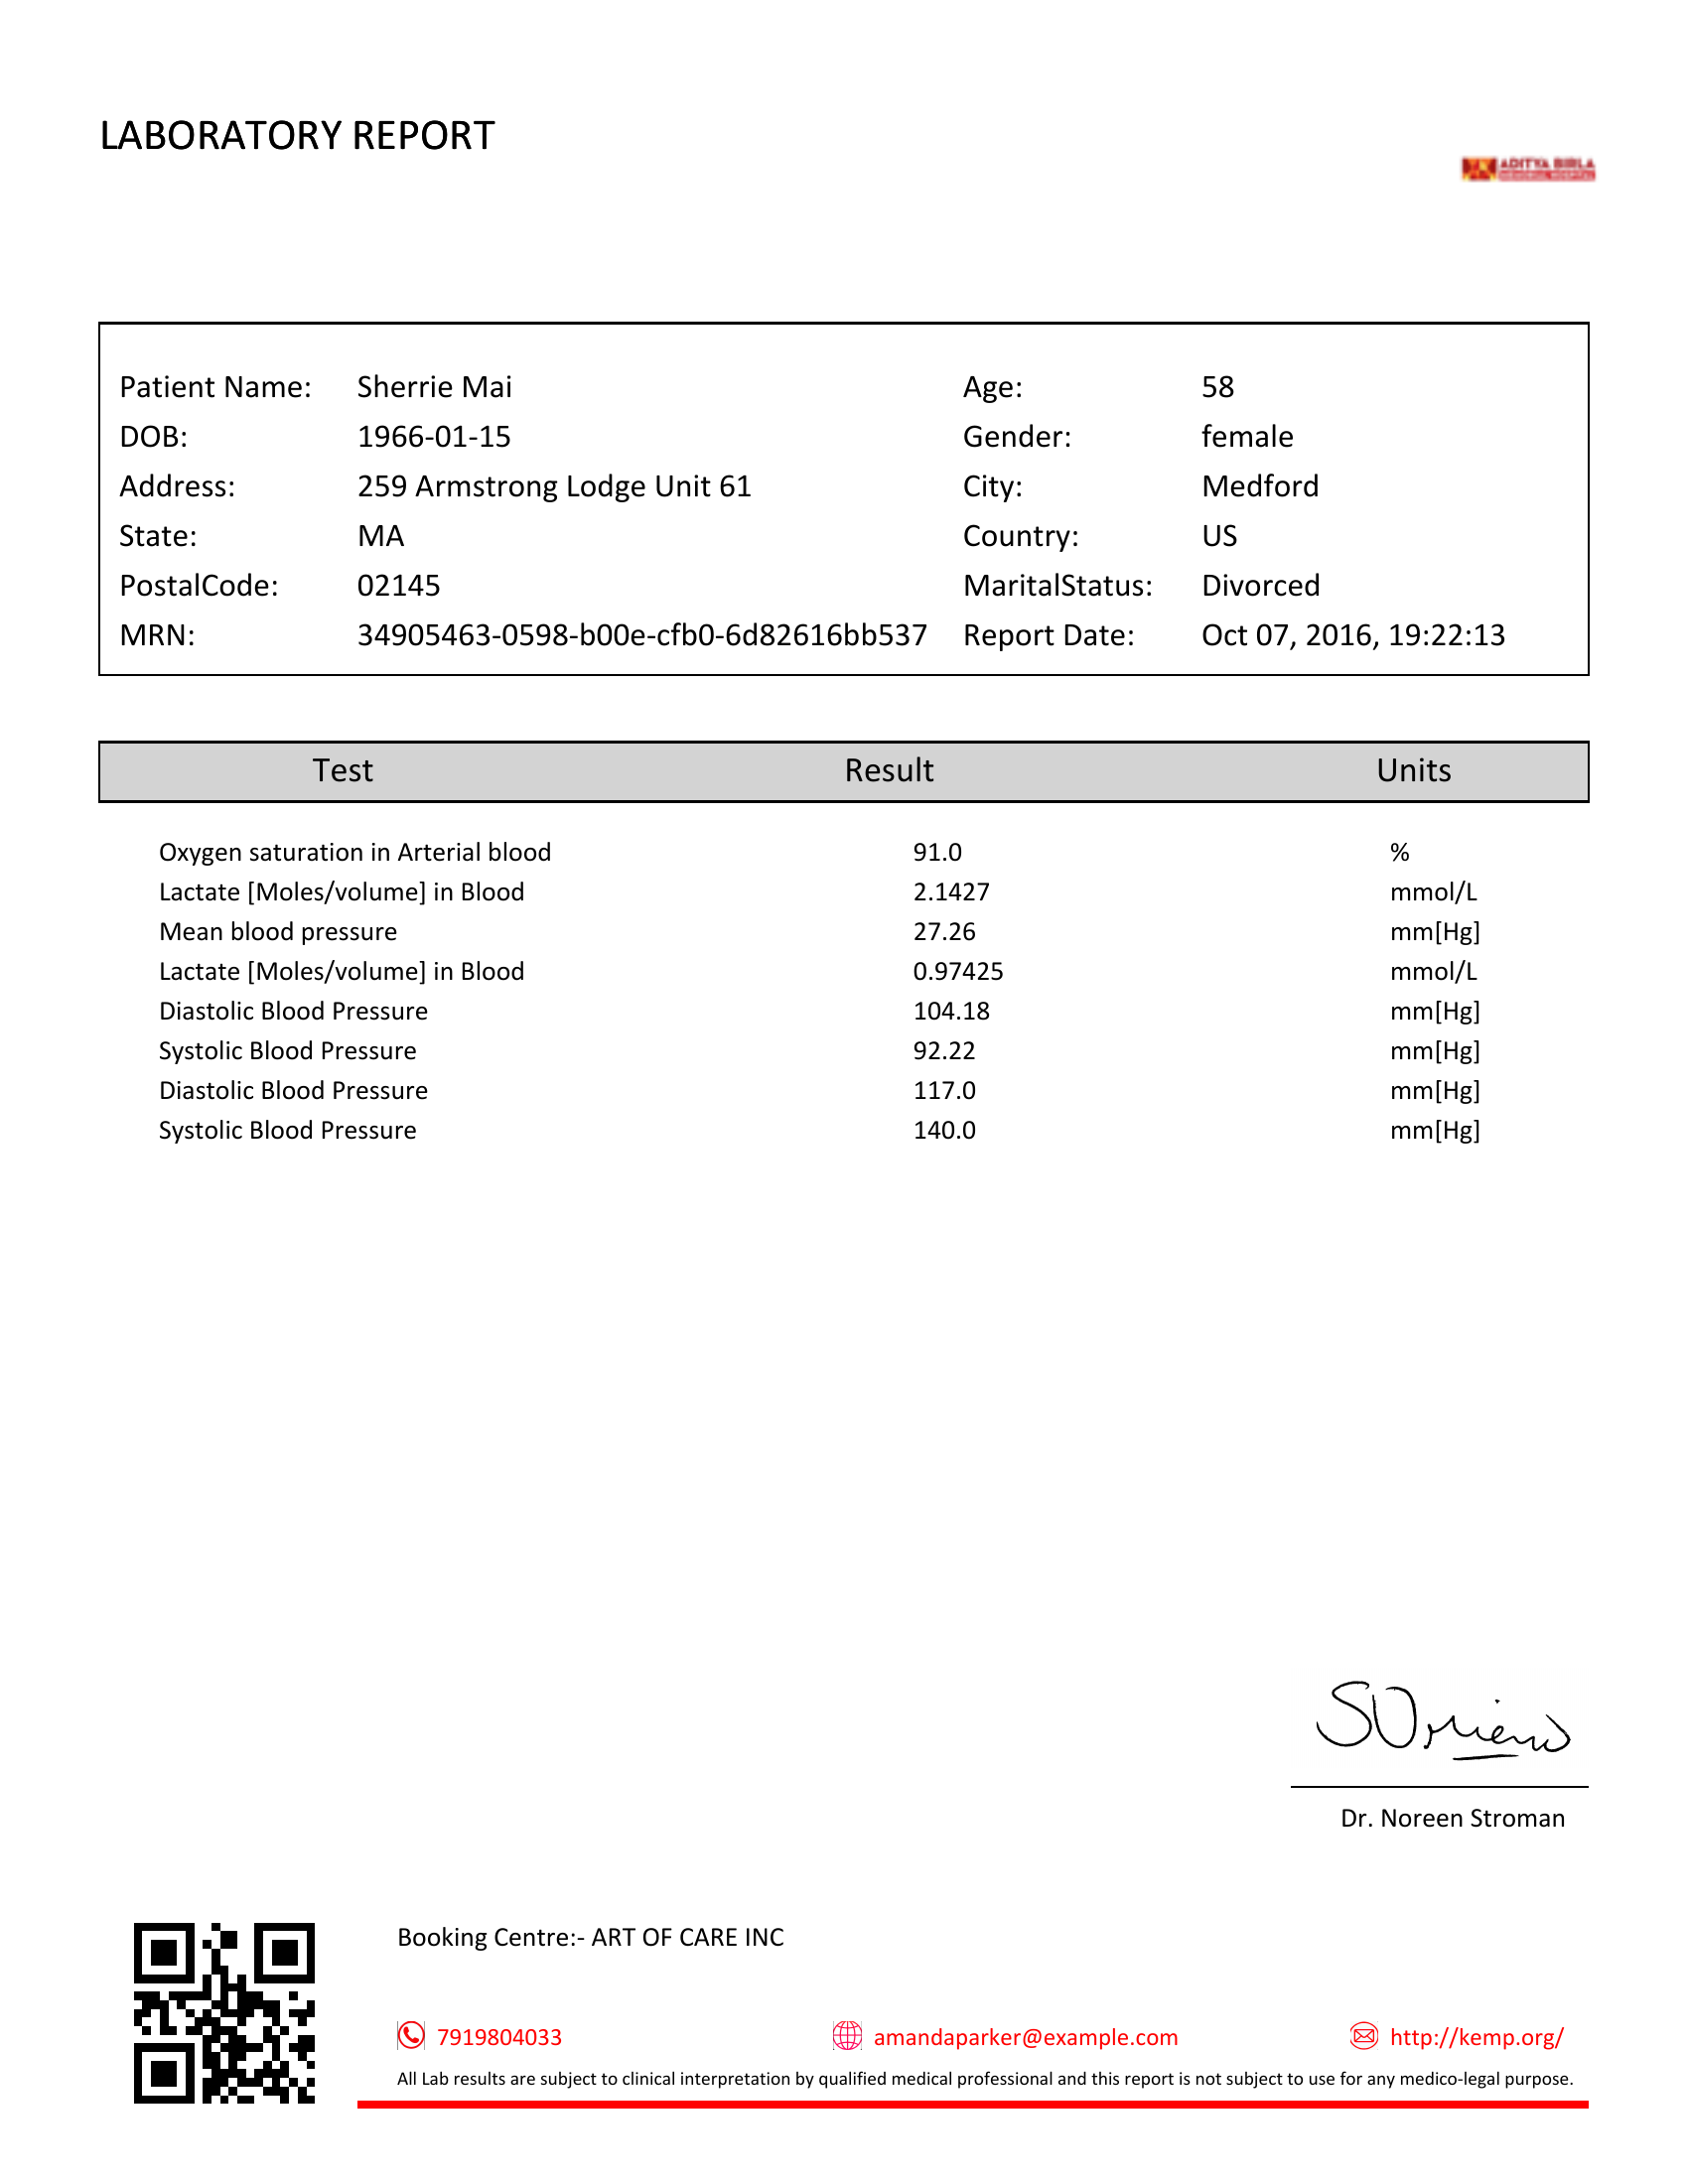 LABORATORY REPORT
ADITYA BIRLA
MEMORIAL HOSPITAL
Patient Name: Sherrie Mai Age: 58
DOB: 1966-01-15 Gender: female
Address: 259 Armstrong Lodge Unit 61 City: Medford
State: MA Country: US
PostalCode: 02145 MaritalStatus: Divorced
MRN: 34905463-0598-b00e-cfb0-6d82616bb537 Report Date: Oct 07, 2016, 19:22:13
Test Result Units
Oxygen saturation in Arterial blood 91.0 %
Lactate [Moles/volume] in Blood 2.1427 mmol/L
Mean blood pressure 27.26 mm[Hg]
Lactate [Moles/volume] in Blood 0.97425 mmol/L
Diastolic Blood Pressure 104.18 mm[Hg]
Systolic Blood Pressure 92.22 mm[Hg]
Diastolic Blood Pressure 117.0 mm[Hg]
Systolic Blood Pressure 140.0 mm[Hg]
Dr. Noreen Stroman
Booking Centre:- ART OF CARE INC
7919804033 amandaparker@example.com http://kemp.org/
All Lab results are subject to clinical interpretation by qualified medical professional and this report is not subject to use for any medico-legal purpose.